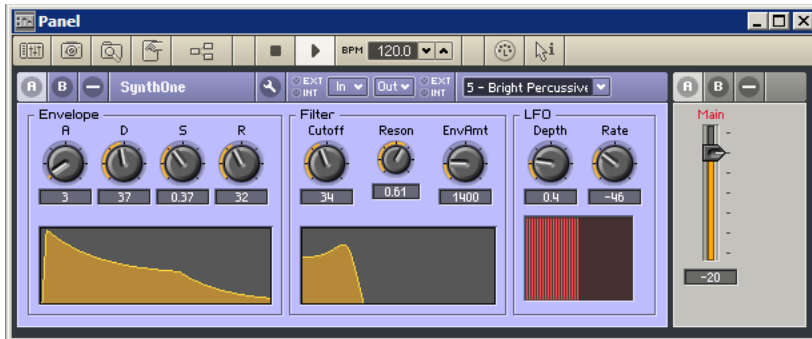 Panel
BPM 120.0
A B SynthOne EXT INT In Out EXT INT 5 - Bright Percussive A B
Envelope Filter LFO Main
A D S R Cutoff Reson EnvAmt Depth Rate
3 37 0.37 32 34 0.61 1400 0.4 -46
-20